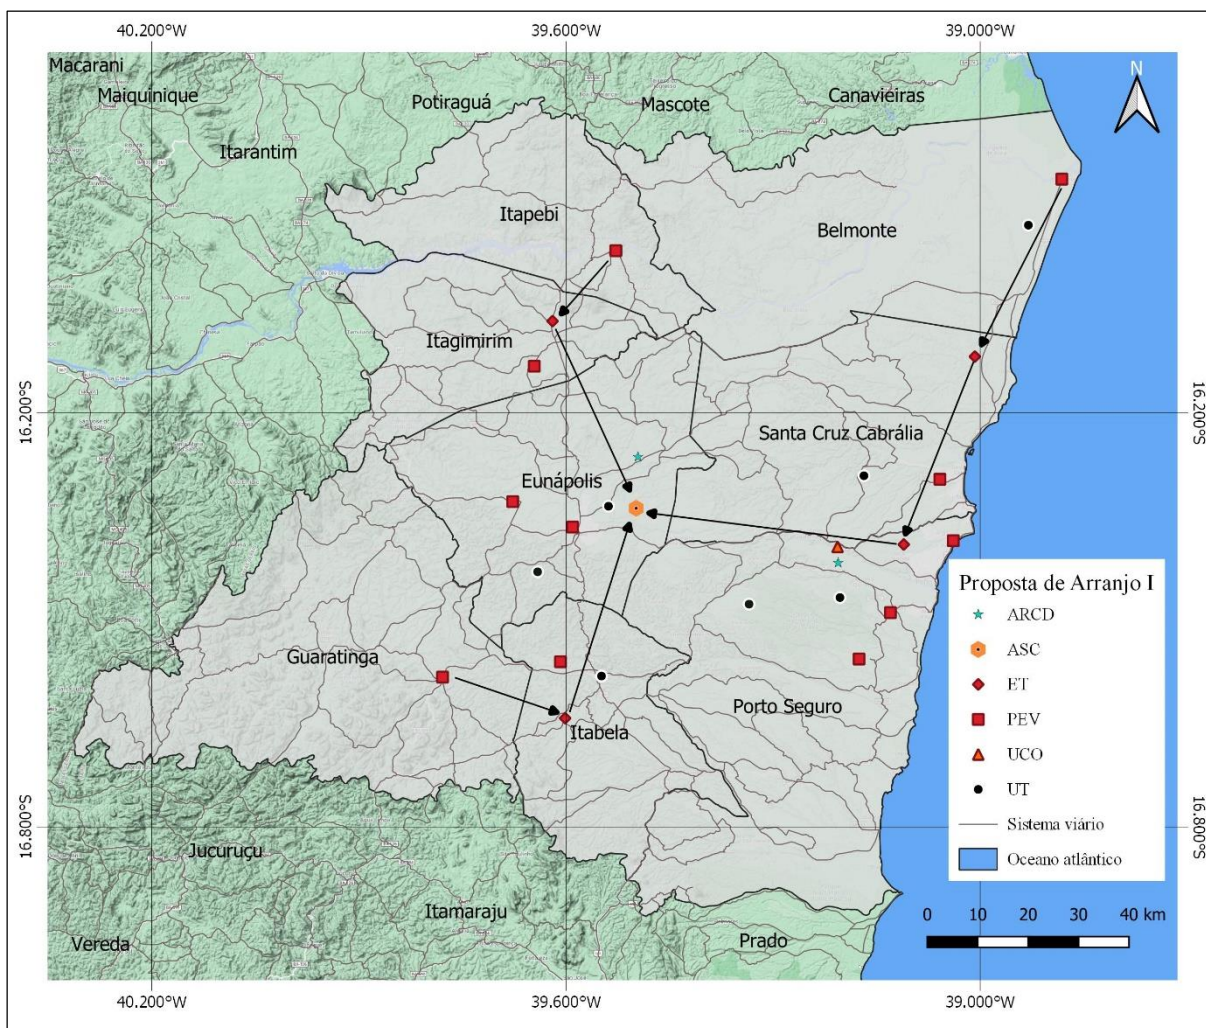 40.200°W 39.600°W 39.000°W
Macarani
Maiquinique
Potiraguá
Mascote
Canavieiras
N
Itarantim
Itapebi
Belmonte
Itagimirim
16.200°S
16.200°S
Santa Cruz Cabrália
Eunápolis
Guaratinga
Porto Seguro
Itabela
Proposta de Arranjo I
ARCD
ASC
ET
PEV
UCO
UT
Sistema viário
Oceano atlântico
16.800°S
16.800°S
Jucuruçu
Itamaraju
Vereda
Prado
0 10 20 30 40 km
40.200°W 39.600°W 39.000°W